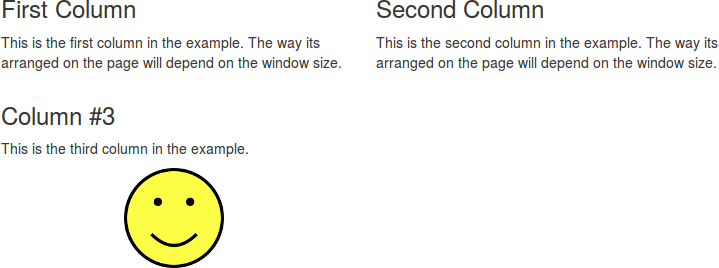 First Column
This is the first column in the example. The way its
arranged on the page will depend on the window size.
Second Column
This is the second column in the example. The way its
arranged on the page will depend on the window size.
Column #3
This is the third column in the example.